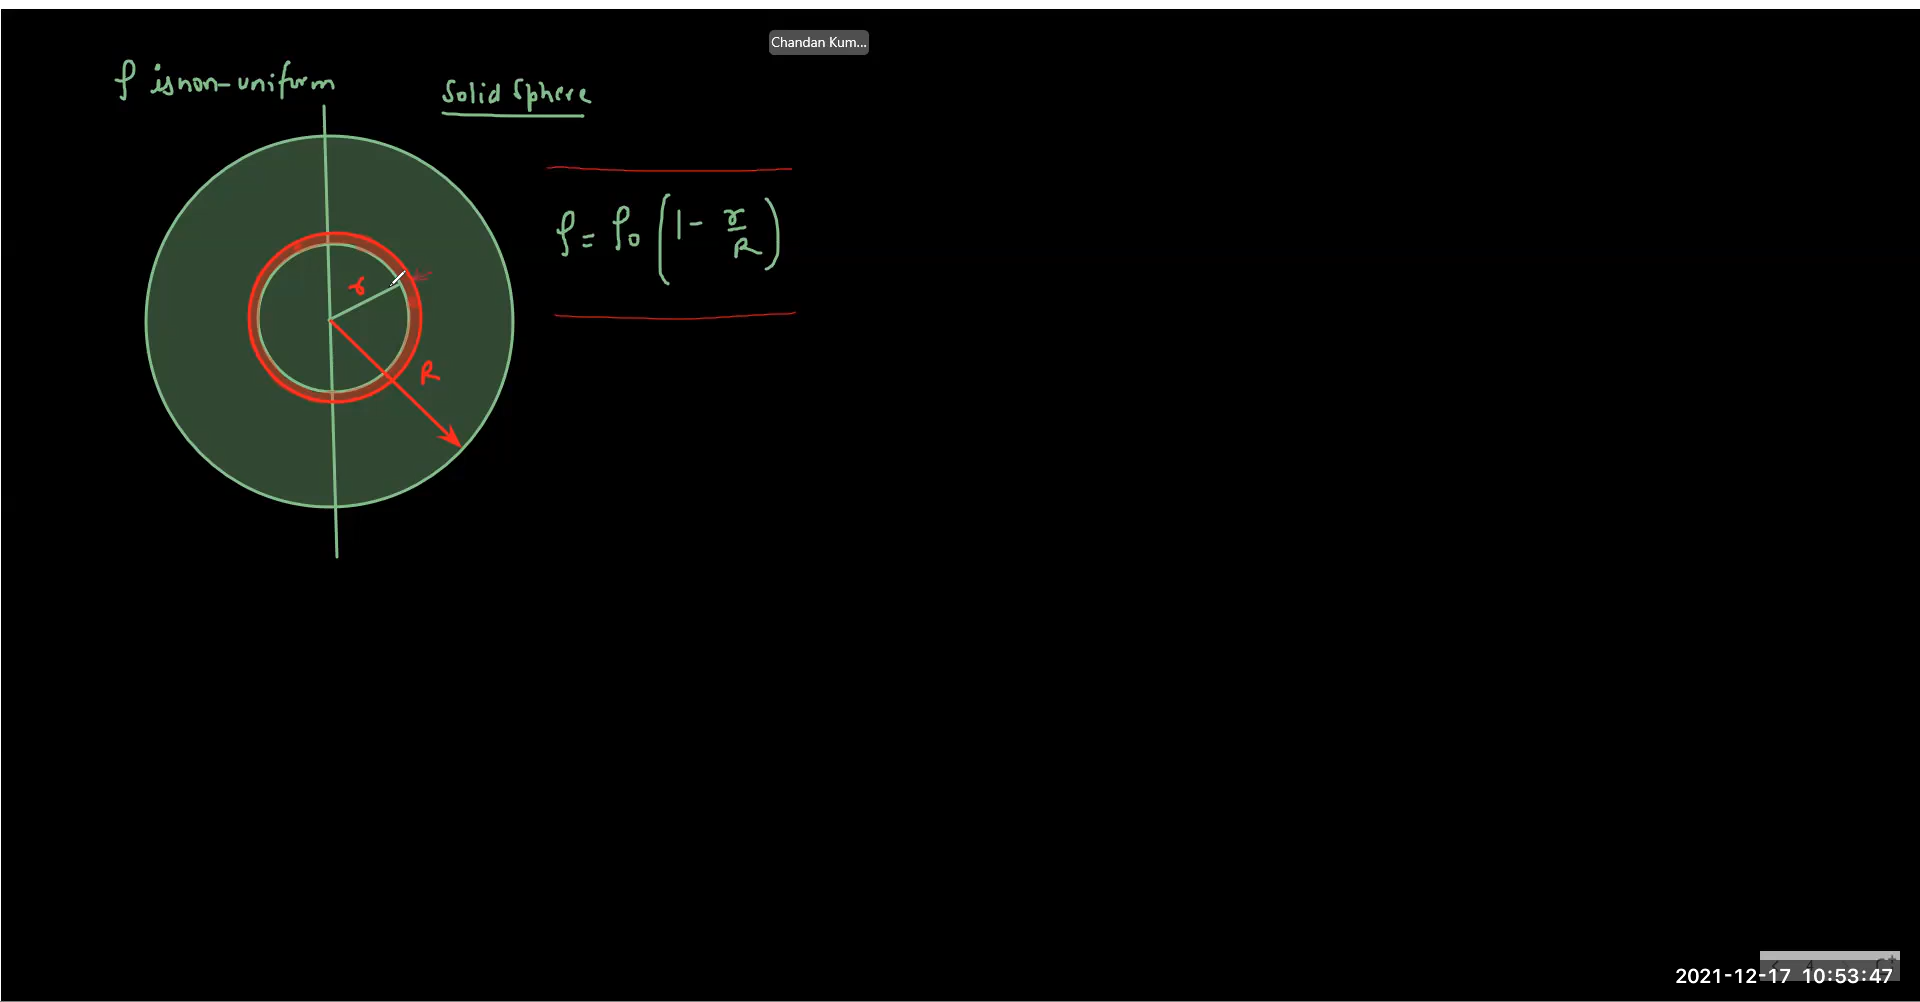 Chandan Kum...
ρ is non-uniform
Solid Sphere
ρ = ρ₀ (1 - r/R)
r
R
2021-12-17 10:53:47